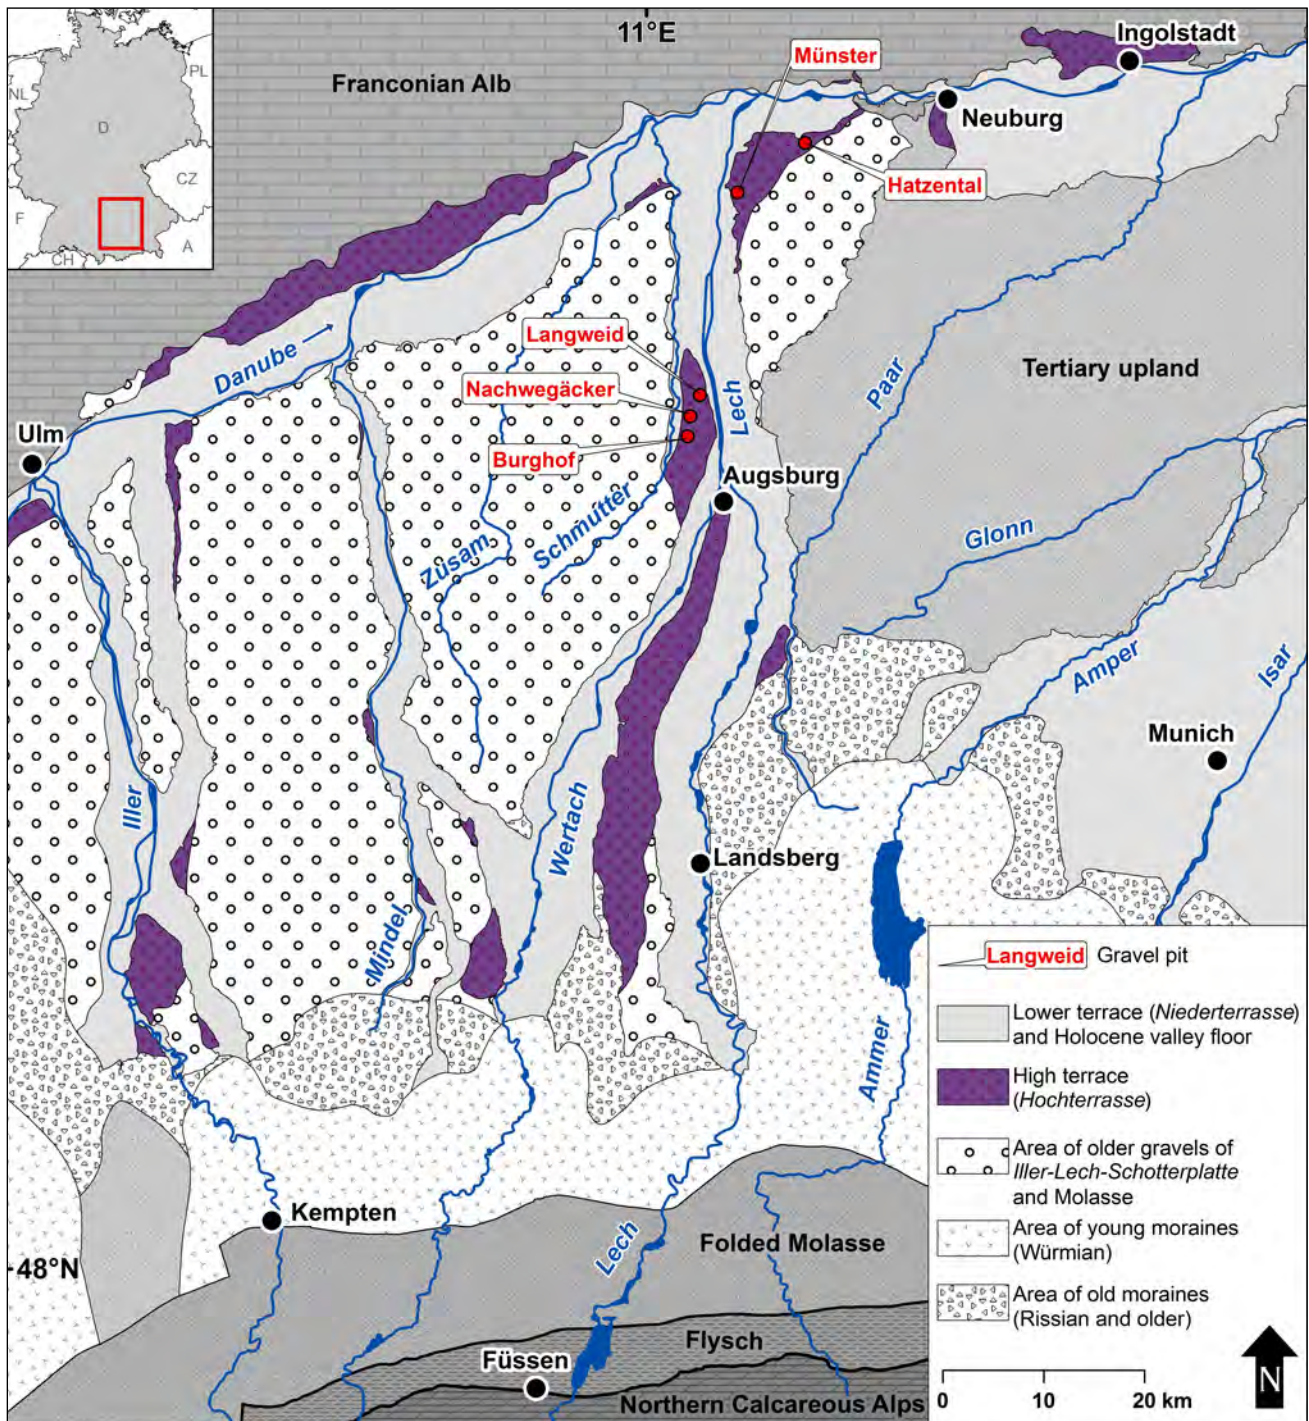 11°E
Ingolstadt
Münster
PL
Franconian Alb
NL
Neuburg
D
Hatzental
CZ
F
A
CH
Langweid
Danube
Lech
Paar
Tertiary upland
Nachwegäcker
Ulm
Burghof
Augsburg
Schmutter
Glonn
Zusam
Amper
Isar
Munich
Iller
Wertach
Landsberg
Mindel
Ammer
Langweid Gravel pit
Lower terrace (Niederterrasse)
and Holocene valley floor
High terrace
(Hochterrasse)
Area of older gravels of
Iller-Lech-Schotterplatte
and Molasse
Kempten
Area of young moraines
(Würmian)
Lech
Folded Molasse
48°N
Area of old moraines
(Rissian and older)
Flysch
Füssen
N
0 10 20 km
Northern Calcareous Alps